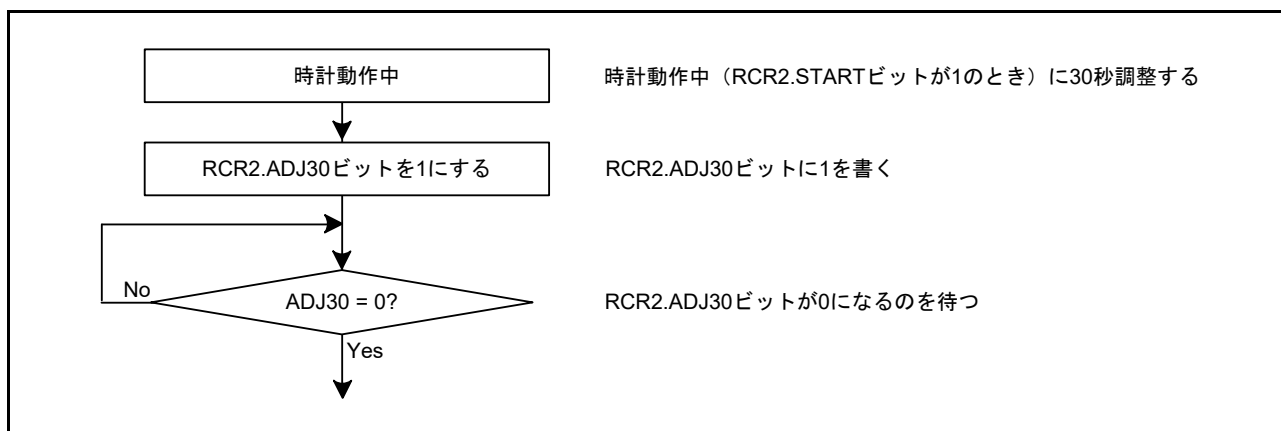 時計動作中
時計動作中(RCR2.STARTビットが1のとき)に30秒調整する
RCR2.ADJ30ビットを1にする
RCR2.ADJ30ビットに1を書く
No
ADJ30 = 0?
RCR2.ADJ30ビットが0になるのを待つ
Yes